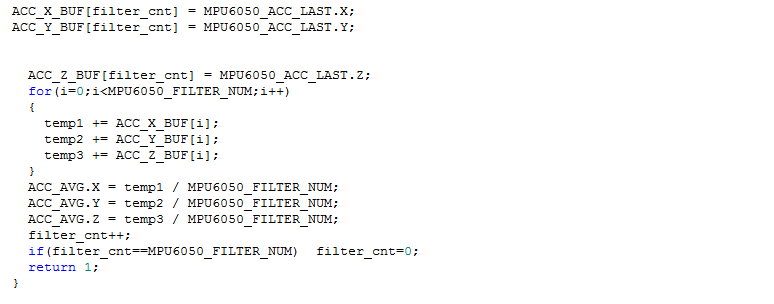 ACC_X_BUF[filter_cnt] = MPU6050_ACC_LAST.X;
ACC_Y_BUF[filter_cnt] = MPU6050_ACC_LAST.Y;
ACC_Z_BUF[filter_cnt] = MPU6050_ACC_LAST.Z;
for(i=0;i<MPU6050_FILTER_NUM;i++)
{
temp1 += ACC_X_BUF[i];
temp2 += ACC_Y_BUF[i];
temp3 += ACC_Z_BUF[i];
}
ACC_AVG.X = temp1 / MPU6050_FILTER_NUM;
ACC_AVG.Y = temp2 / MPU6050_FILTER_NUM;
ACC_AVG.Z = temp3 / MPU6050_FILTER_NUM;
filter_cnt++;
if(filter_cnt==MPU6050_FILTER_NUM)  filter_cnt=0;
return 1;
}